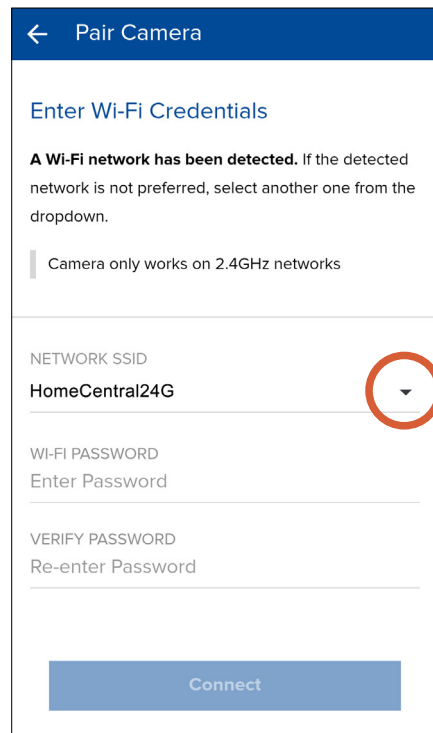 Pair Camera
Enter Wi-Fi Credentials
A Wi-Fi network has been detected. If the detected
network is not preferred, select another one from the
dropdown.
Camera only works on 2.4GHz networks
NETWORK SSID
HomeCentral24G
WI-FI PASSWORD
Enter Password
VERIFY PASSWORD
Re-enter Password
Connect